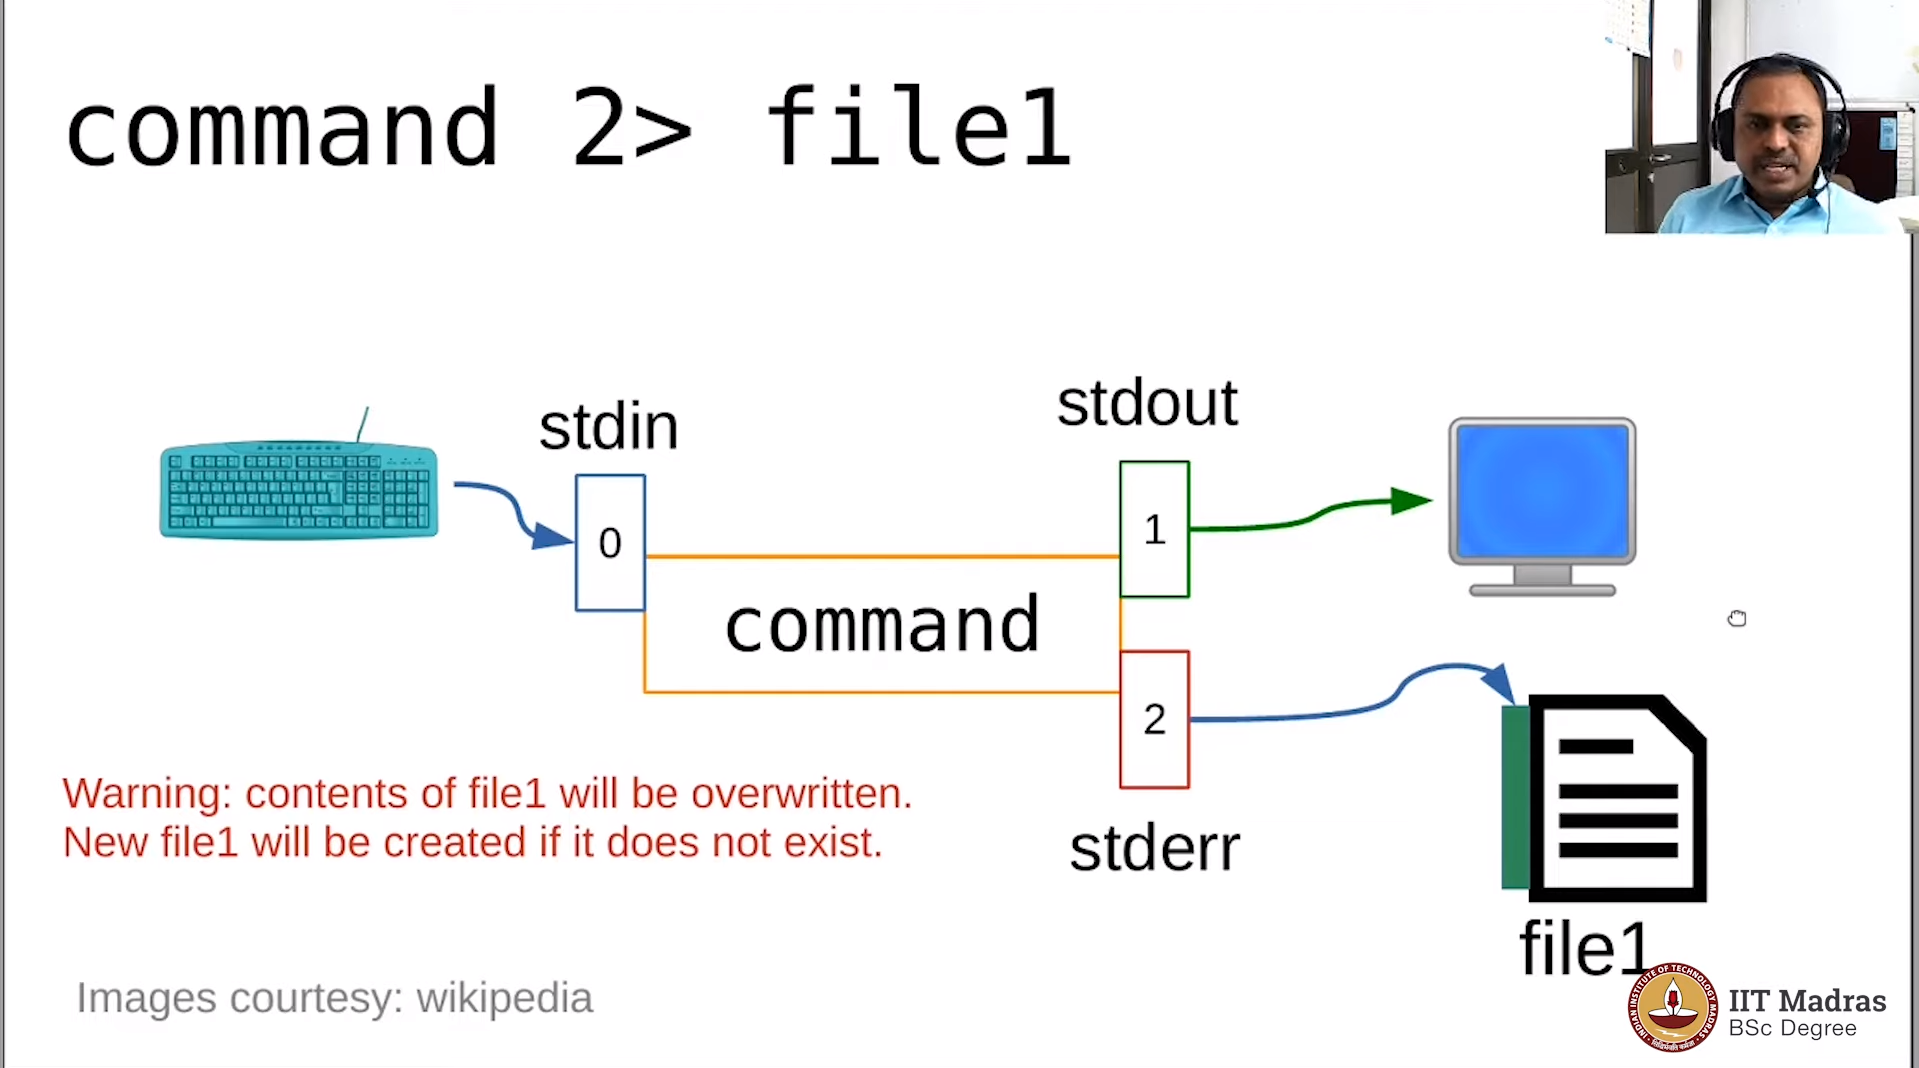 command 2> file1
stdin
stdout
0
1
command
2
Warning: contents of file1 will be overwritten.
New file1 will be created if it does not exist.
stderr
file1
Images courtesy: wikipedia
INDIAN INSTITUTE OF TECHNOLOGY MADRAS
IIT Madras
BSc Degree